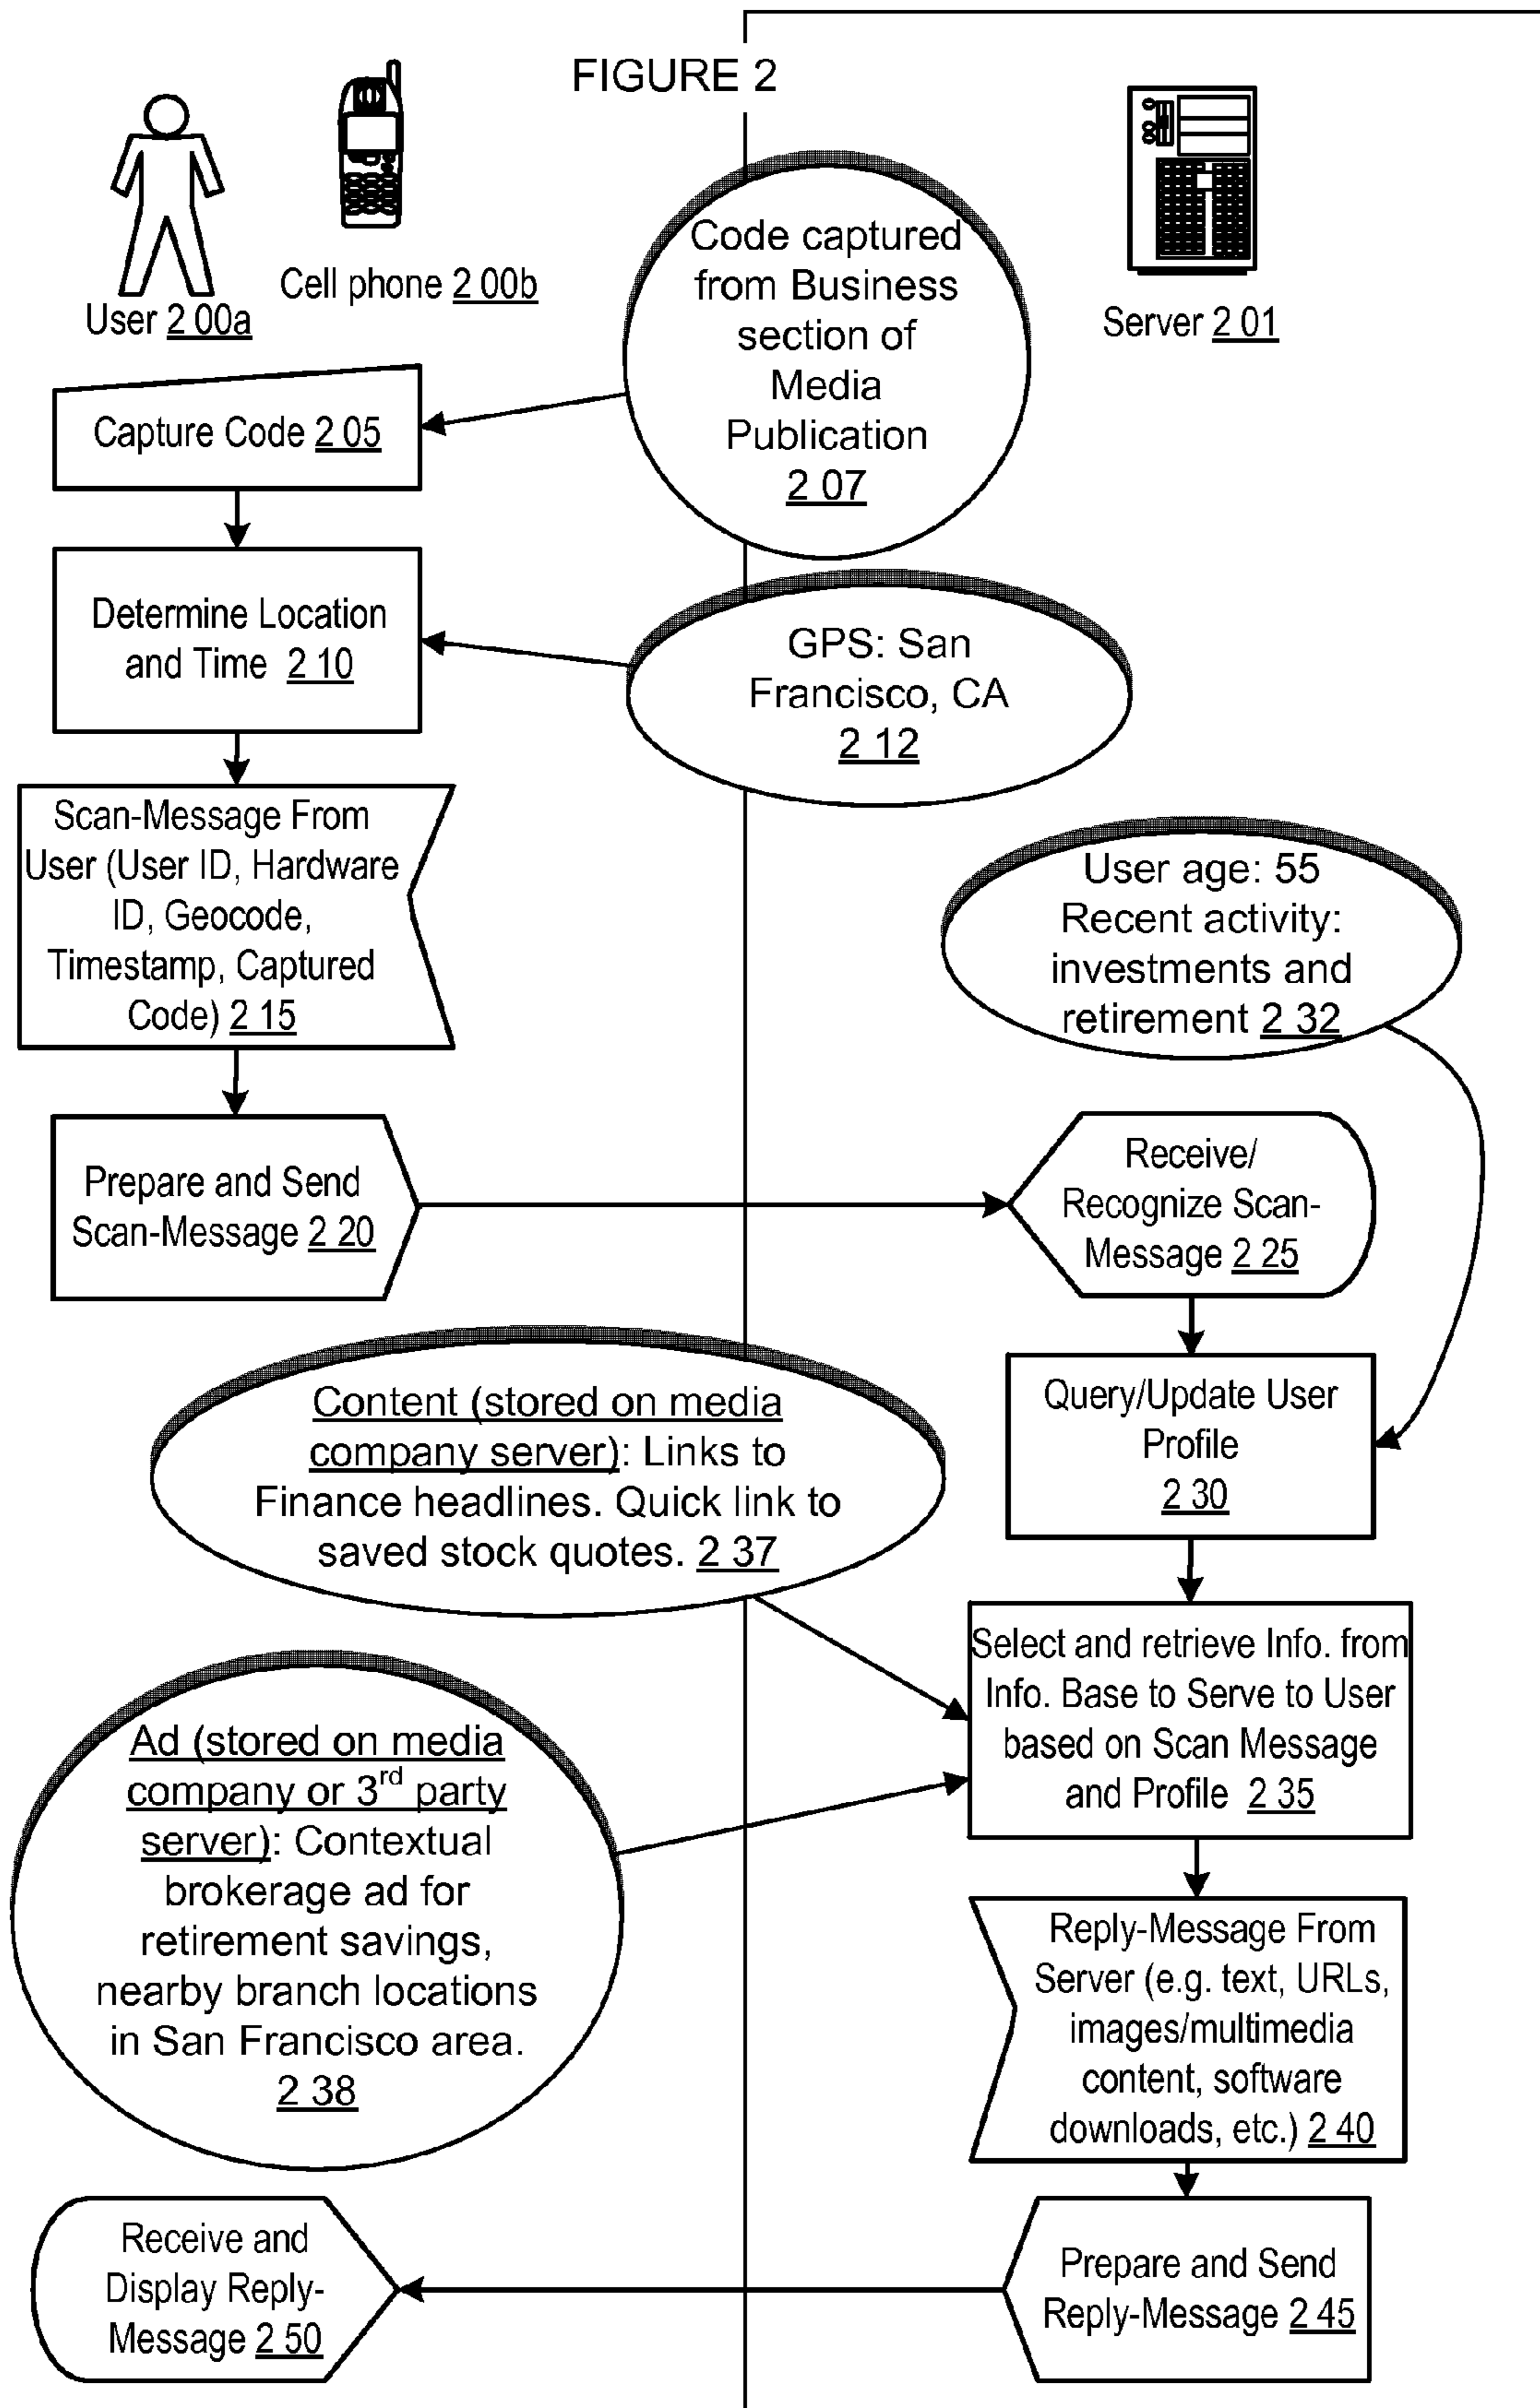 FIGURE 2
User 2 00a
Cell phone 2 00b
Server 2 01
Code captured
from Business
section of
Media
Publication
2 07
Capture Code 2 05
Determine Location
and Time 2 10
GPS: San
Francisco, CA
2 12
Scan-Message From
User (User ID, Hardware
ID, Geocode,
Timestamp, Captured
Code) 2 15
User age: 55
Recent activity:
investments and
retirement 2 32
Prepare and Send
Scan-Message 2 20
Receive/
Recognize Scan-
Message 2 25
Query/Update User
Profile
2 30
Content (stored on media
company server): Links to
Finance headlines. Quick link to
saved stock quotes. 2 37
Select and retrieve Info. from
Info. Base to Serve to User
based on Scan Message
and Profile 2 35
Ad (stored on media
company or 3rd party
server): Contextual
brokerage ad for
retirement savings,
nearby branch locations
in San Francisco area.
2 38
Reply-Message From
Server (e.g. text, URLs,
images/multimedia
content, software
downloads, etc.) 2 40
Receive and
Display Reply-
Message 2 50
Prepare and Send
Reply-Message 2 45